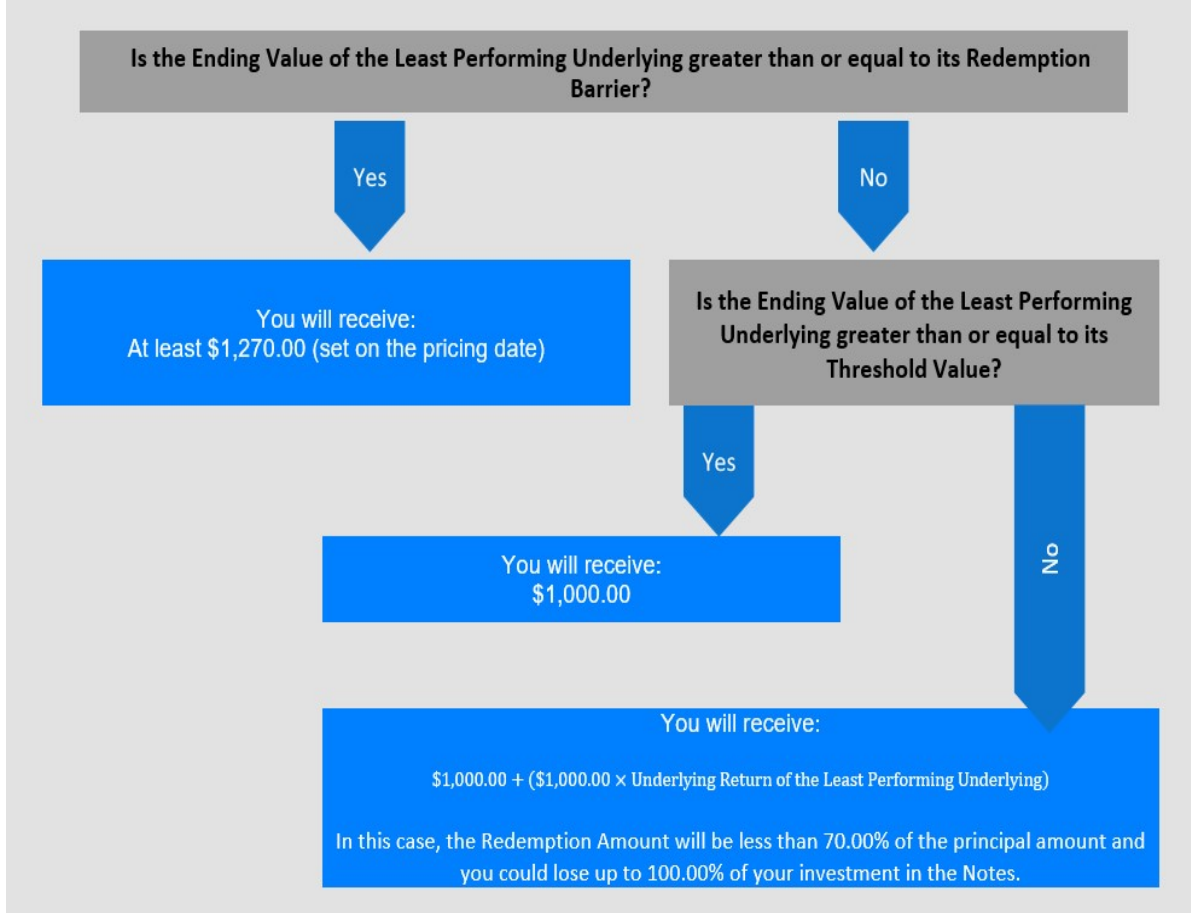 Is the Ending Value of the Least Performing Underlying greater than or equal to its Redemption
Barrier?
Yes
No
You will receive:
At least $1,270.00 (set on the pricing date)
Is the Ending Value of the Least Performing
Underlying greater than or equal to its
Threshold Value?
Yes
No
You will receive:
$1,000.00
You will receive:
$1,000.00 + ($1,000.00 × Underlying Return of the Least Performing Underlying)
In this case, the Redemption Amount will be less than 70.00% of the principal amount and
you could lose up to 100.00% of your investment in the Notes.